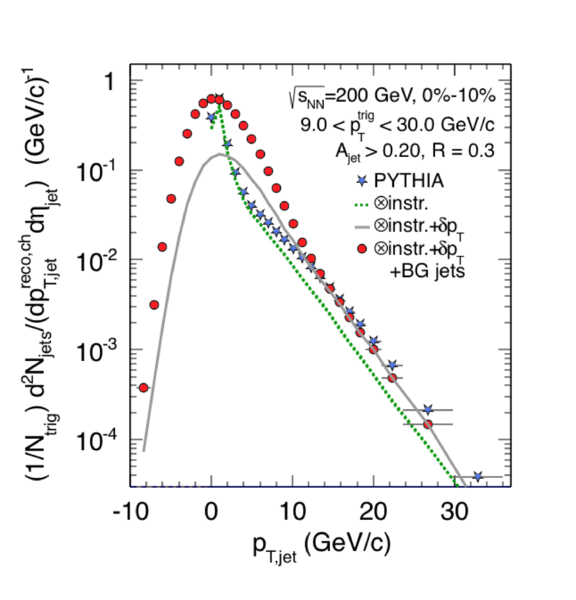 (1/N_trig) d²N_jets/(dp_T,jet^reco,ch dη_jet) (GeV/c)⁻¹
1
10⁻¹
10⁻²
10⁻³
10⁻⁴
√s_NN=200 GeV, 0%-10%
9.0 < p_T^trig < 30.0 GeV/c
A_jet > 0.20, R = 0.3
PYTHIA
⊗instr.
⊗instr.+δp_T
⊗instr.+δp_T
+BG jets
-10 0 10 20 30
p_T,jet (GeV/c)